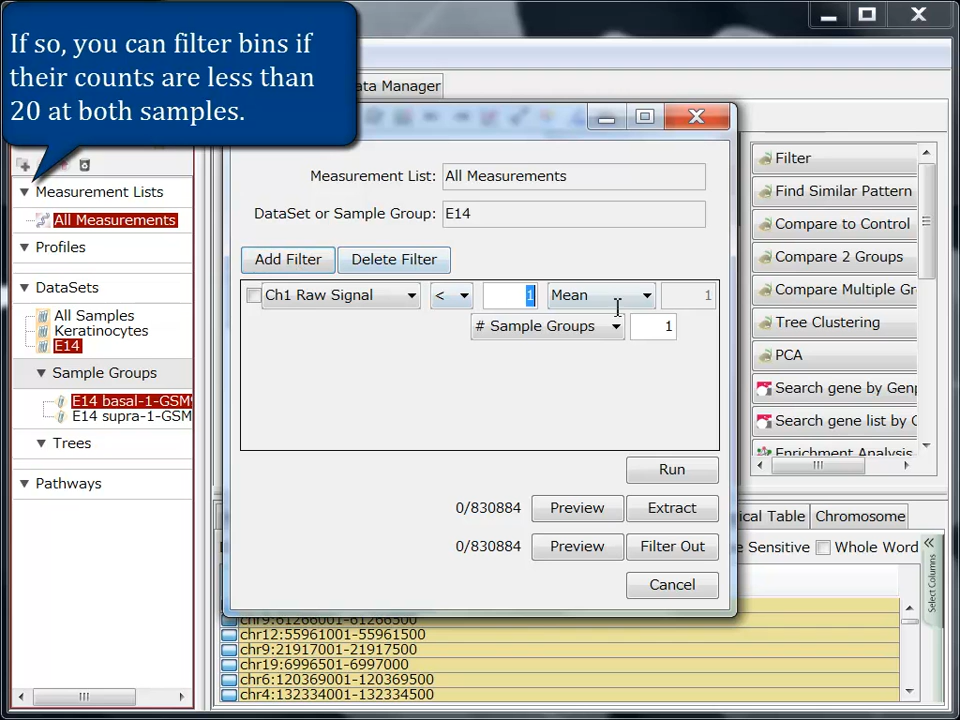 If so, you can filter bins if
their counts are less than
20 at both samples.
ata Manager
Measurement Lists
All Measurements
Profiles
DataSets
All Samples
Keratinocytes
E14
Sample Groups
E14 basal-1-GSM
E14 supra-1-GSM
Trees
Pathways
Measurement List: All Measurements
DataSet or Sample Group: E14
Add Filter Delete Filter
Ch1 Raw Signal < 1 Mean 1
# Sample Groups 1
Run
0/830884 Preview Extract
0/830884 Preview Filter Out
Cancel
Filter
Find Similar Pattern
Compare to Control
Compare 2 Groups
Compare Multiple Gr
Tree Clustering
PCA
Search gene by Genp
Search gene list by G
Enrichment Analysis
ical Table Chromosome
e Sensitive Whole Word
Select Columns
chr9:61266001-61266500
chr12:55961001-55961500
chr9:21917001-21917500
chr19:6996501-6997000
chr6:120369001-120369500
chr4:132334001-132334500